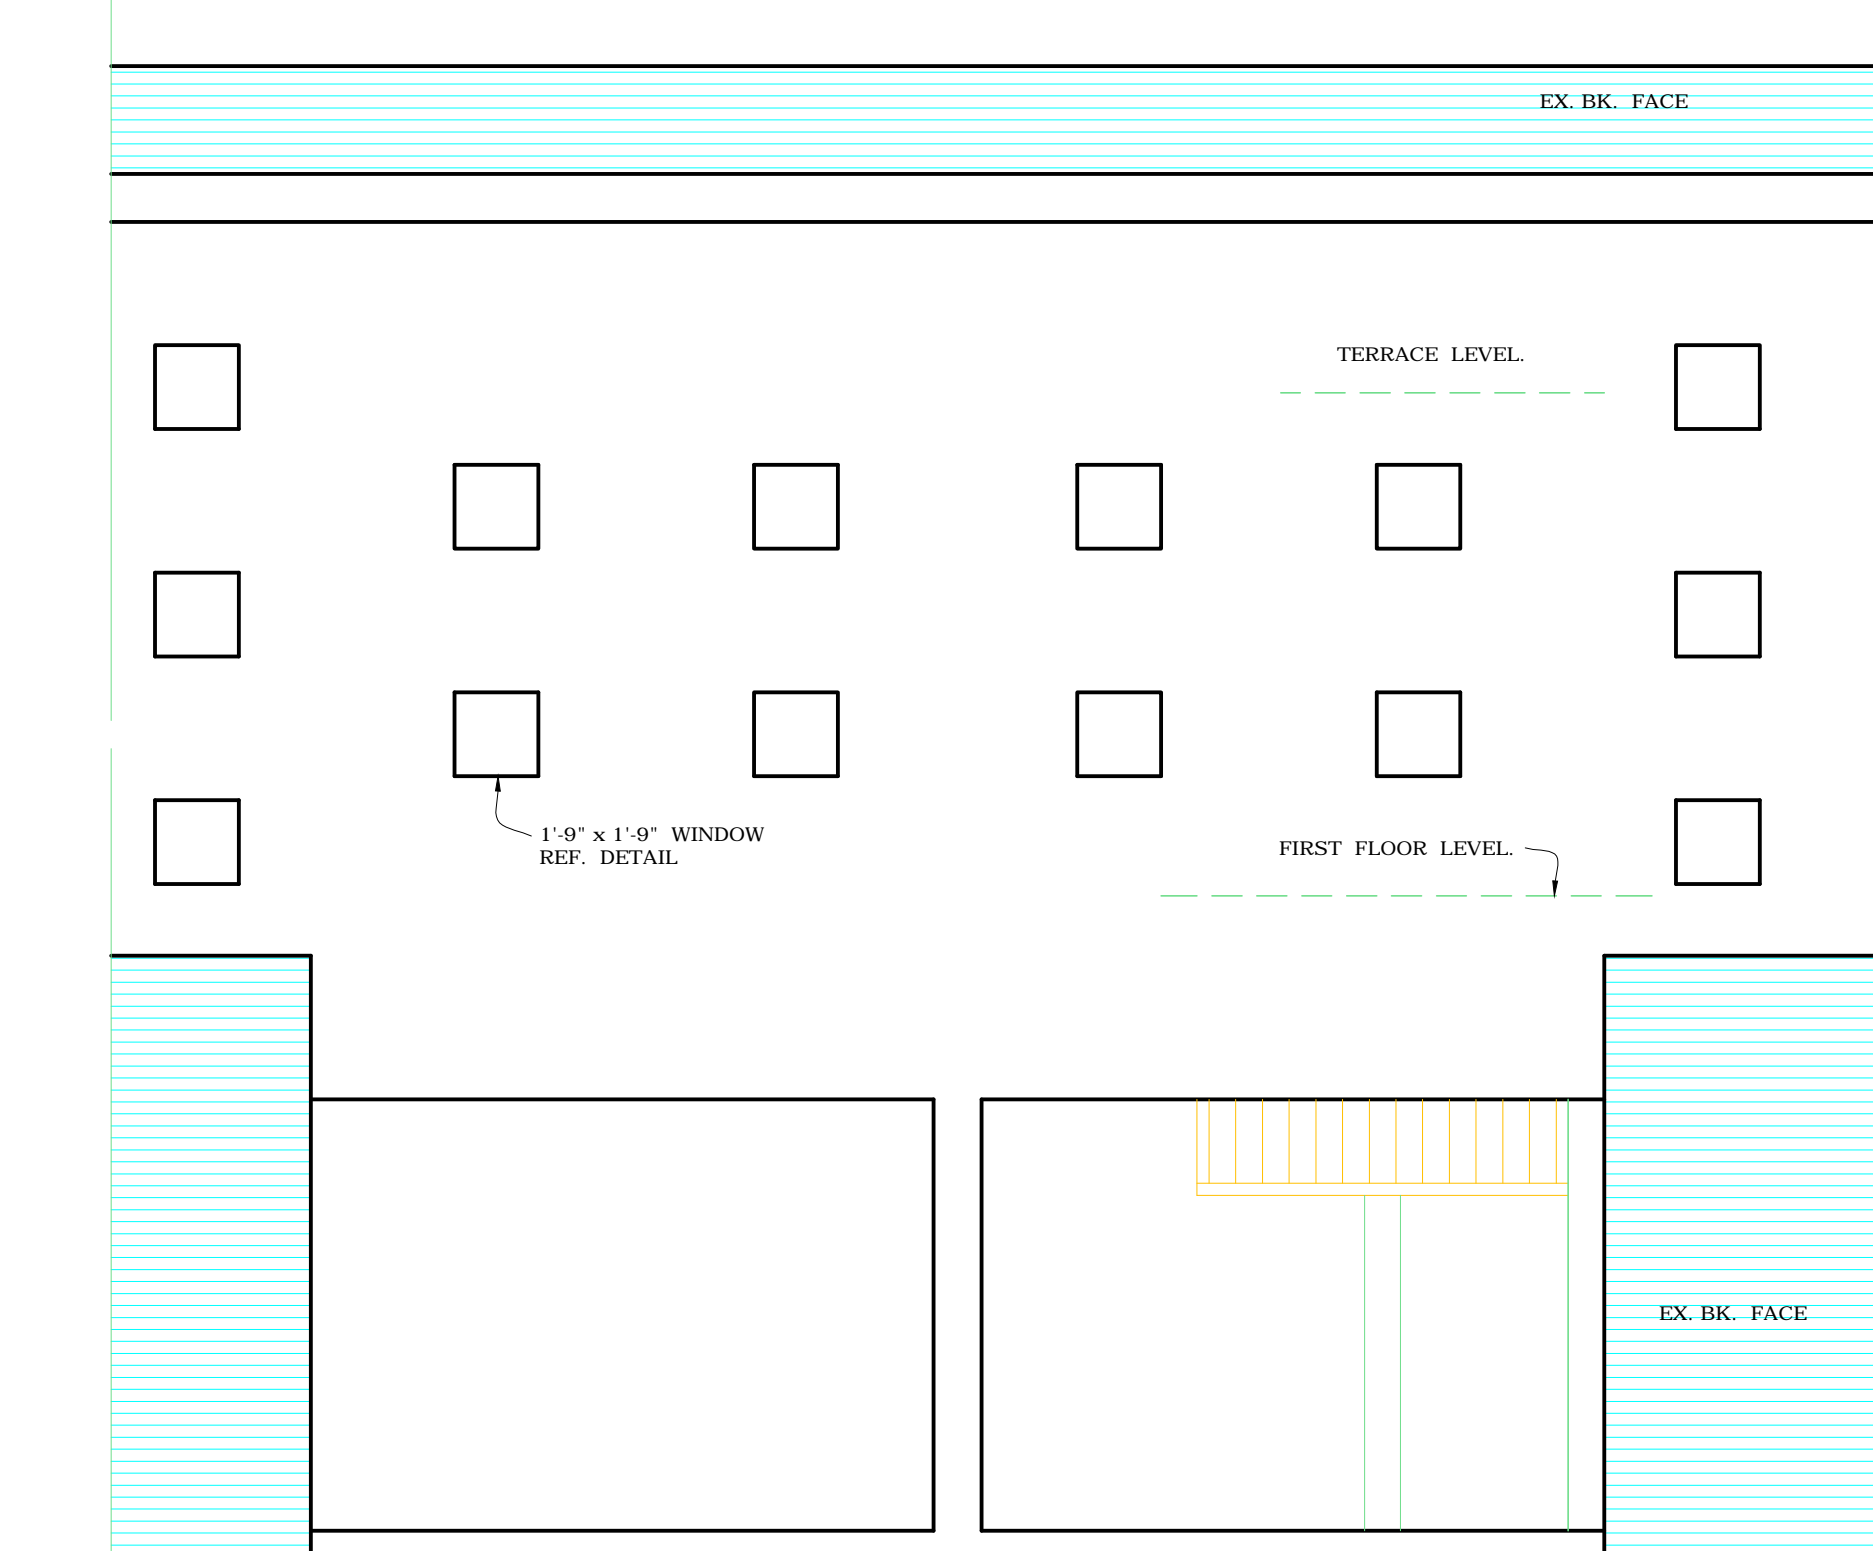 EX. BK. FACE
TERRACE LEVEL.
1'-9" x 1'-9" WINDOW
REF. DETAIL
FIRST FLOOR LEVEL.
EX. BK. FACE